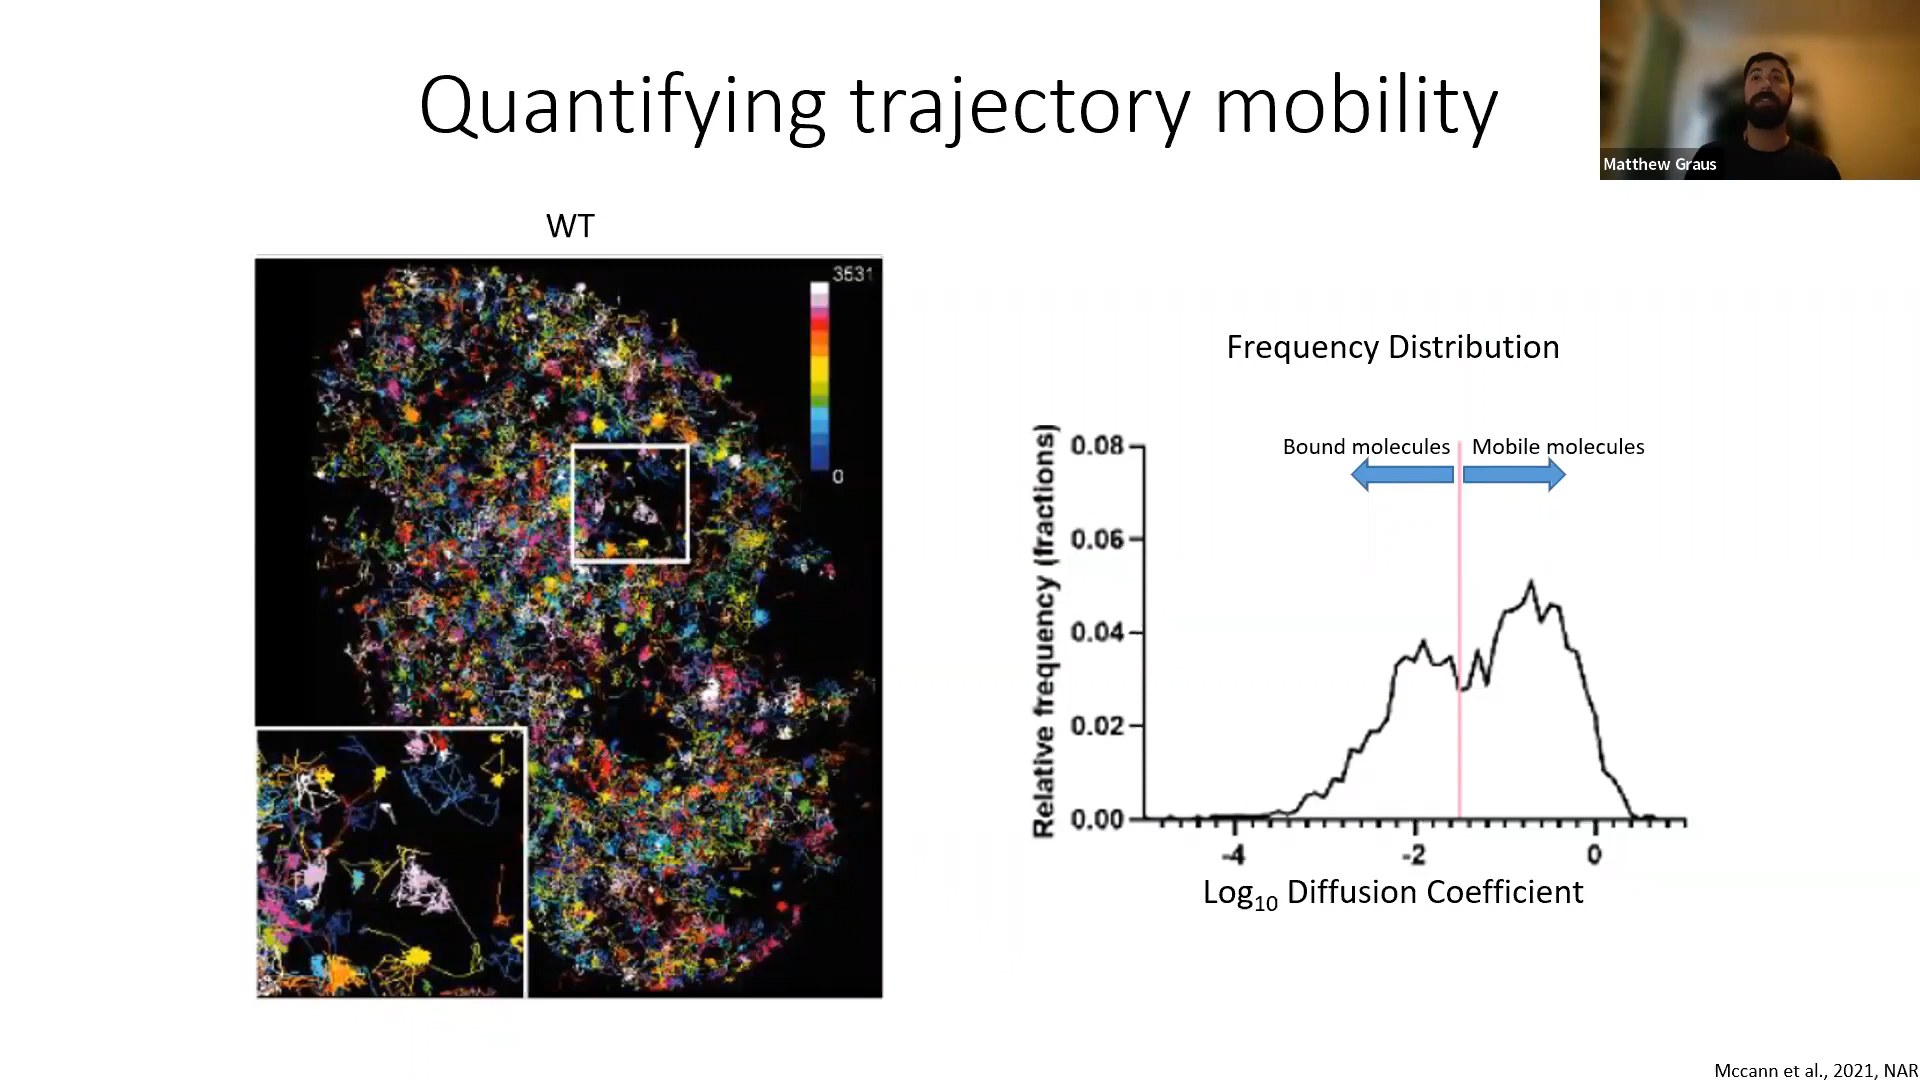 Quantifying trajectory mobility
Matthew Graus
WT
3531
0
Frequency Distribution
Bound molecules
Mobile molecules
Relative frequency (fractions)
0.08
0.06
0.04
0.02
0.00
-4
-2
0
Log10 Diffusion Coefficient
Mccann et al., 2021, NAR